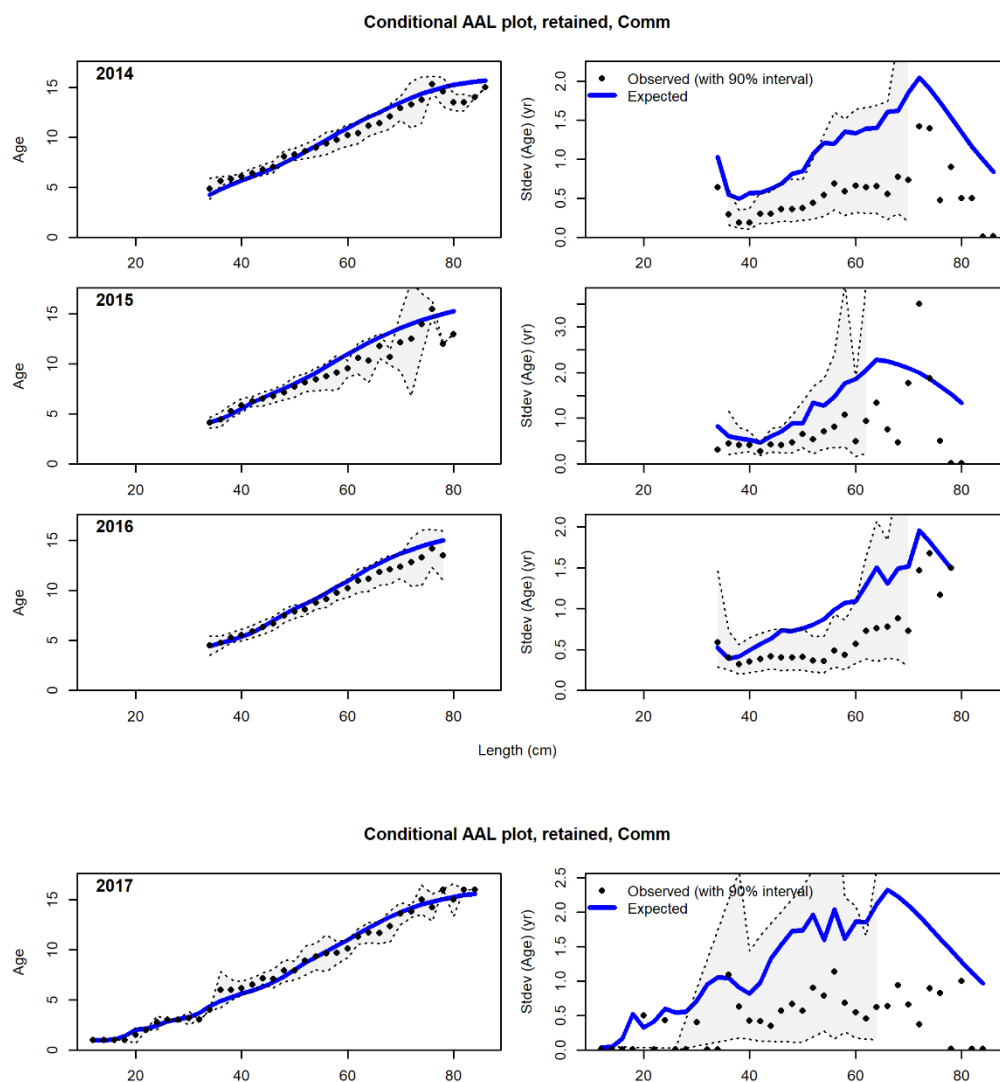 Conditional AAL plot, retained, Comm
2014
Age
0 5 10 15
20 40 60 80
Observed (with 90% interval)
Expected
Stdev (Age) (yr)
0.0 0.5 1.0 1.5 2.0
20 40 60 80
2015
Age
0 5 10 15
20 40 60 80
Stdev (Age) (yr)
0.0 1.0 2.0 3.0
20 40 60 80
2016
Age
0 5 10 15
20 40 60 80
Stdev (Age) (yr)
0.0 0.5 1.0 1.5 2.0
20 40 60 80
Length (cm)
Conditional AAL plot, retained, Comm
2017
Age
0 5 10 15
20 40 60 80
Observed (with 90% interval)
Expected
Stdev (Age) (yr)
0.0 0.5 1.0 1.5 2.0 2.5
20 40 60 80